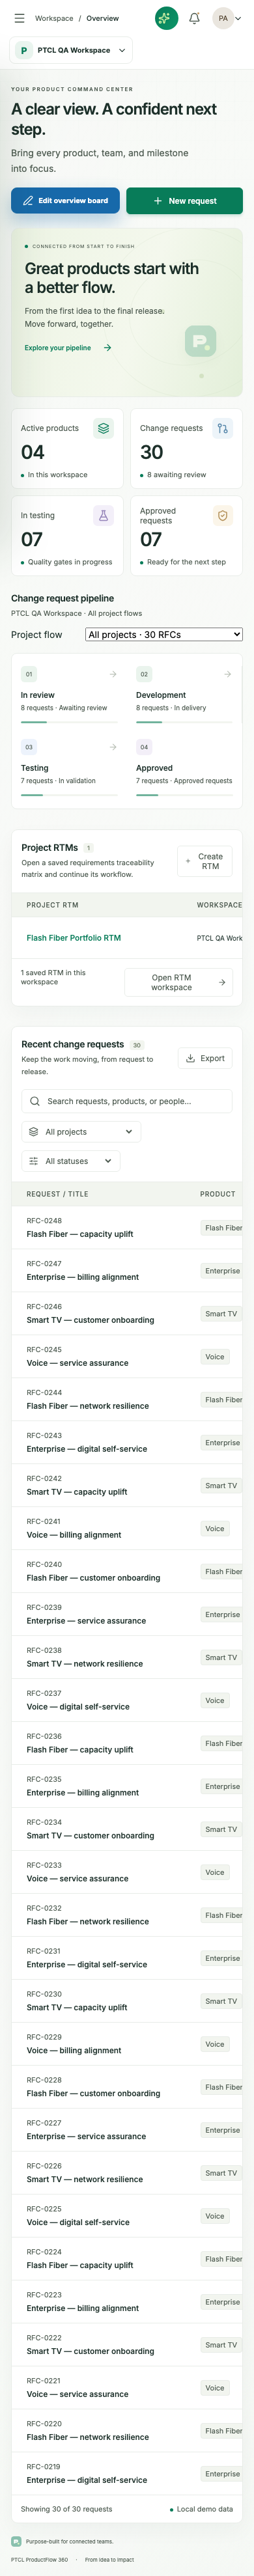 Workspace / Overview
PA
P PTCL QA Workspace
YOUR PRODUCT COMMAND CENTER
A clear view. A confident next
step.
Bring every product, team, and milestone
into focus.
Edit overview board
New request
CONNECTED FROM START TO FINISH
Great products start with
a better flow.
From the first idea to the final release.
Move forward, together.
Explore your pipeline
Active products
04
In this workspace
Change requests
30
8 awaiting review
In testing
07
Quality gates in progress
Approved
requests
07
Ready for the next step
Change request pipeline
PTCL QA Workspace · All project flows
Project flow
All projects · 30 RFCs
01
In review
8 requests · Awaiting review
02
Development
8 requests · In delivery
03
Testing
7 requests · In validation
04
Approved
7 requests · Approved requests
Project RTMs 1
Open a saved requirements traceability
matrix and continue its workflow.
Create
RTM
PROJECT RTM WORKSPACE
Flash Fiber Portfolio RTM PTCL QA Work
1 saved RTM in this
workspace
Open RTM
workspace
Recent change requests 30
Keep the work moving, from request to
release.
Export
Search requests, products, or people...
All projects
All statuses
REQUEST / TITLE PRODUCT
RFC-0248
Flash Fiber — capacity uplift Flash Fiber
RFC-0247
Enterprise — billing alignment Enterprise
RFC-0246
Smart TV — customer onboarding Smart TV
RFC-0245
Voice — service assurance Voice
RFC-0244
Flash Fiber — network resilience Flash Fiber
RFC-0243
Enterprise — digital self-service Enterprise
RFC-0242
Smart TV — capacity uplift Smart TV
RFC-0241
Voice — billing alignment Voice
RFC-0240
Flash Fiber — customer onboarding Flash Fiber
RFC-0239
Enterprise — service assurance Enterprise
RFC-0238
Smart TV — network resilience Smart TV
RFC-0237
Voice — digital self-service Voice
RFC-0236
Flash Fiber — capacity uplift Flash Fiber
RFC-0235
Enterprise — billing alignment Enterprise
RFC-0234
Smart TV — customer onboarding Smart TV
RFC-0233
Voice — service assurance Voice
RFC-0232
Flash Fiber — network resilience Flash Fiber
RFC-0231
Enterprise — digital self-service Enterprise
RFC-0230
Smart TV — capacity uplift Smart TV
RFC-0229
Voice — billing alignment Voice
RFC-0228
Flash Fiber — customer onboarding Flash Fiber
RFC-0227
Enterprise — service assurance Enterprise
RFC-0226
Smart TV — network resilience Smart TV
RFC-0225
Voice — digital self-service Voice
RFC-0224
Flash Fiber — capacity uplift Flash Fiber
RFC-0223
Enterprise — billing alignment Enterprise
RFC-0222
Smart TV — customer onboarding Smart TV
RFC-0221
Voice — service assurance Voice
RFC-0220
Flash Fiber — network resilience Flash Fiber
RFC-0219
Enterprise — digital self-service Enterprise
Showing 30 of 30 requests
Local demo data
Purpose-built for connected teams.
PTCL ProductFlow 360 · From idea to impact